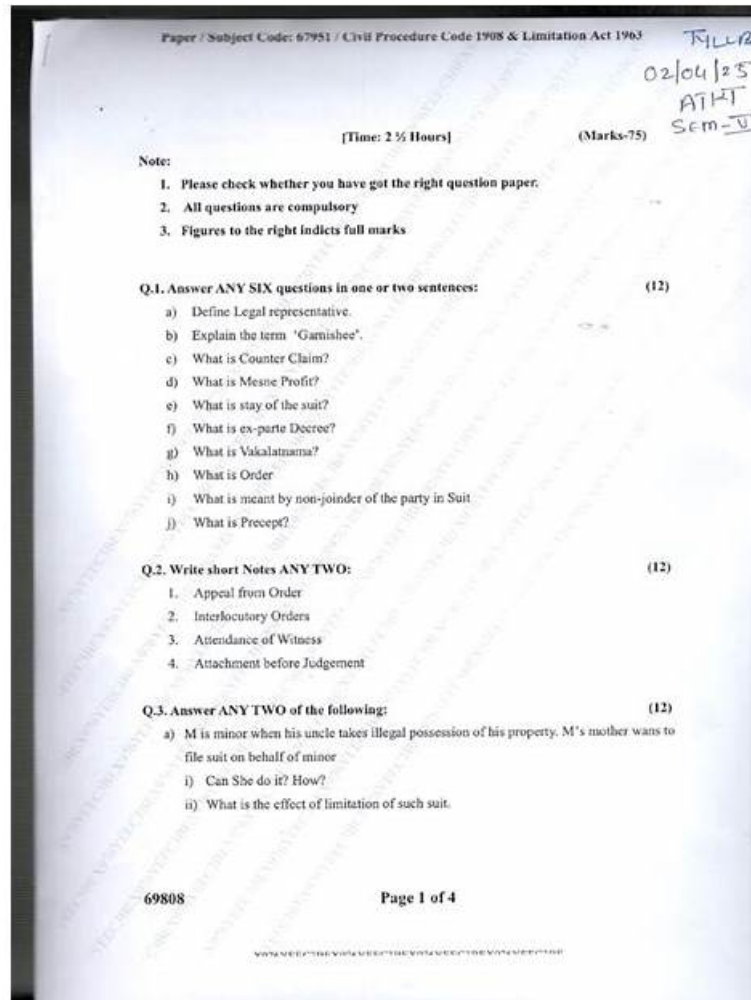 Paper / Subject Code: 67951 / Civil Procedure Code 1908 & Limitation Act 1963
TYLLB
02/04/25
ATKT
Sem-V
[Time: 2 ½ Hours] (Marks-75)
Note:
1. Please check whether you have got the right question paper.
2. All questions are compulsory
3. Figures to the right indicts full marks
Q.1. Answer ANY SIX questions in one or two sentences: (12)
a) Define Legal representative.
b) Explain the term 'Garnishee'.
c) What is Counter Claim?
d) What is Mesne Profit?
e) What is stay of the suit?
f) What is ex-parte Decree?
g) What is Vakalatnama?
h) What is Order
i) What is meant by non-joinder of the party in Suit
j) What is Precept?
Q.2. Write short Notes ANY TWO: (12)
1. Appeal from Order
2. Interlocutory Orders
3. Attendance of Witness
4. Attachment before Judgement
Q.3. Answer ANY TWO of the following: (12)
a) M is minor when his uncle takes illegal possession of his property. M's mother wans to
file suit on behalf of minor
i) Can She do it? How?
ii) What is the effect of limitation of such suit.
69808 Page 1 of 4